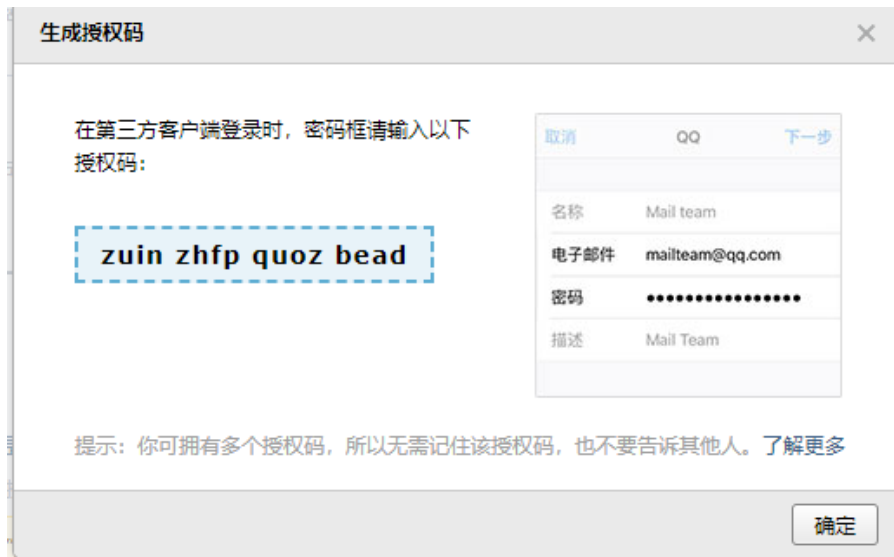 生成授权码
在第三方客户端登录时，密码框请输入以下
授权码：
zuin zhfp quoz bead
取消 QQ 下一步
名称 Mail team
电子邮件 mailteam@qq.com
密码 ••••••••••••••••
描述 Mail Team
提示：你可拥有多个授权码，所以无需记住该授权码，也不要告诉其他人。了解更多
确定